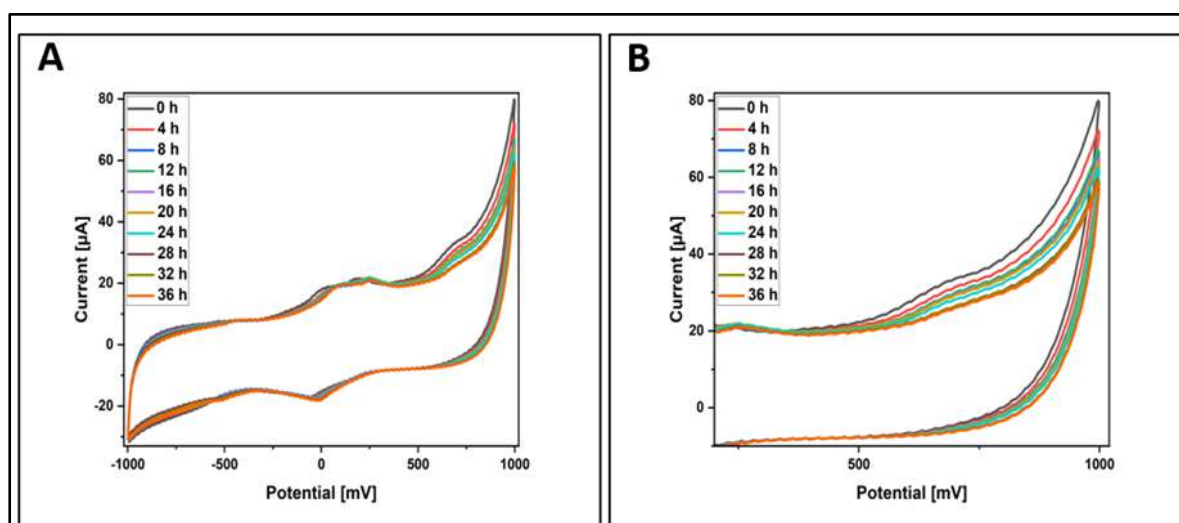 A
80
60
40
20
0
-20
Current [µA]
0 h
4 h
8 h
12 h
16 h
20 h
24 h
28 h
32 h
36 h
-1000 -500 0 500 1000
Potential [mV]
B
80
60
40
20
0
Current [µA]
0 h
4 h
8 h
12 h
16 h
20 h
24 h
28 h
32 h
36 h
500 1000
Potential [mV]